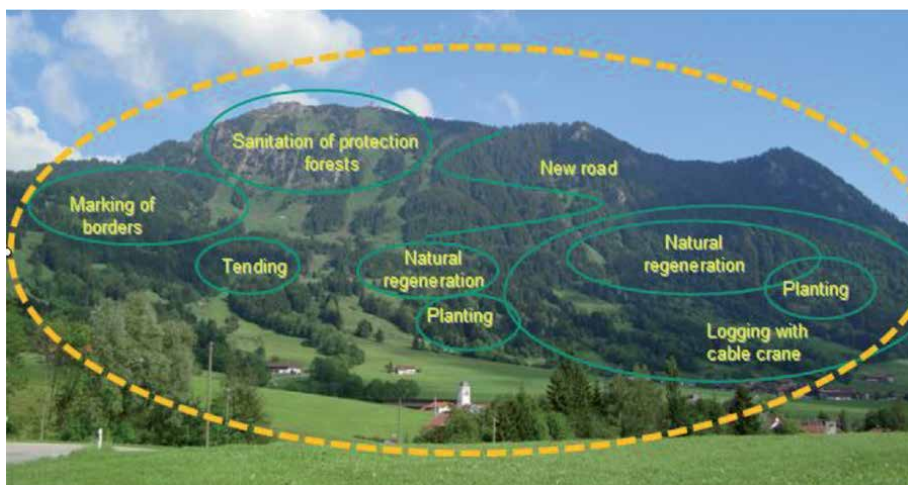 Sanitation of protection
forests
New road
Marking of
borders
Tending
Natural
regeneration
Natural
regeneration
Planting
Planting
Logging with
cable crane